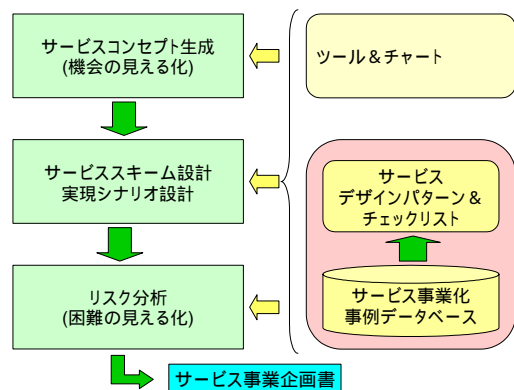 サービスコンセプト生成
(機会の見える化)
ツール＆チャート
サービススキーム設計
実現シナリオ設計
サービス
デザインパターン＆
チェックリスト
リスク分析
(困難の見える化)
サービス事業化
事例データベース
サービス事業企画書